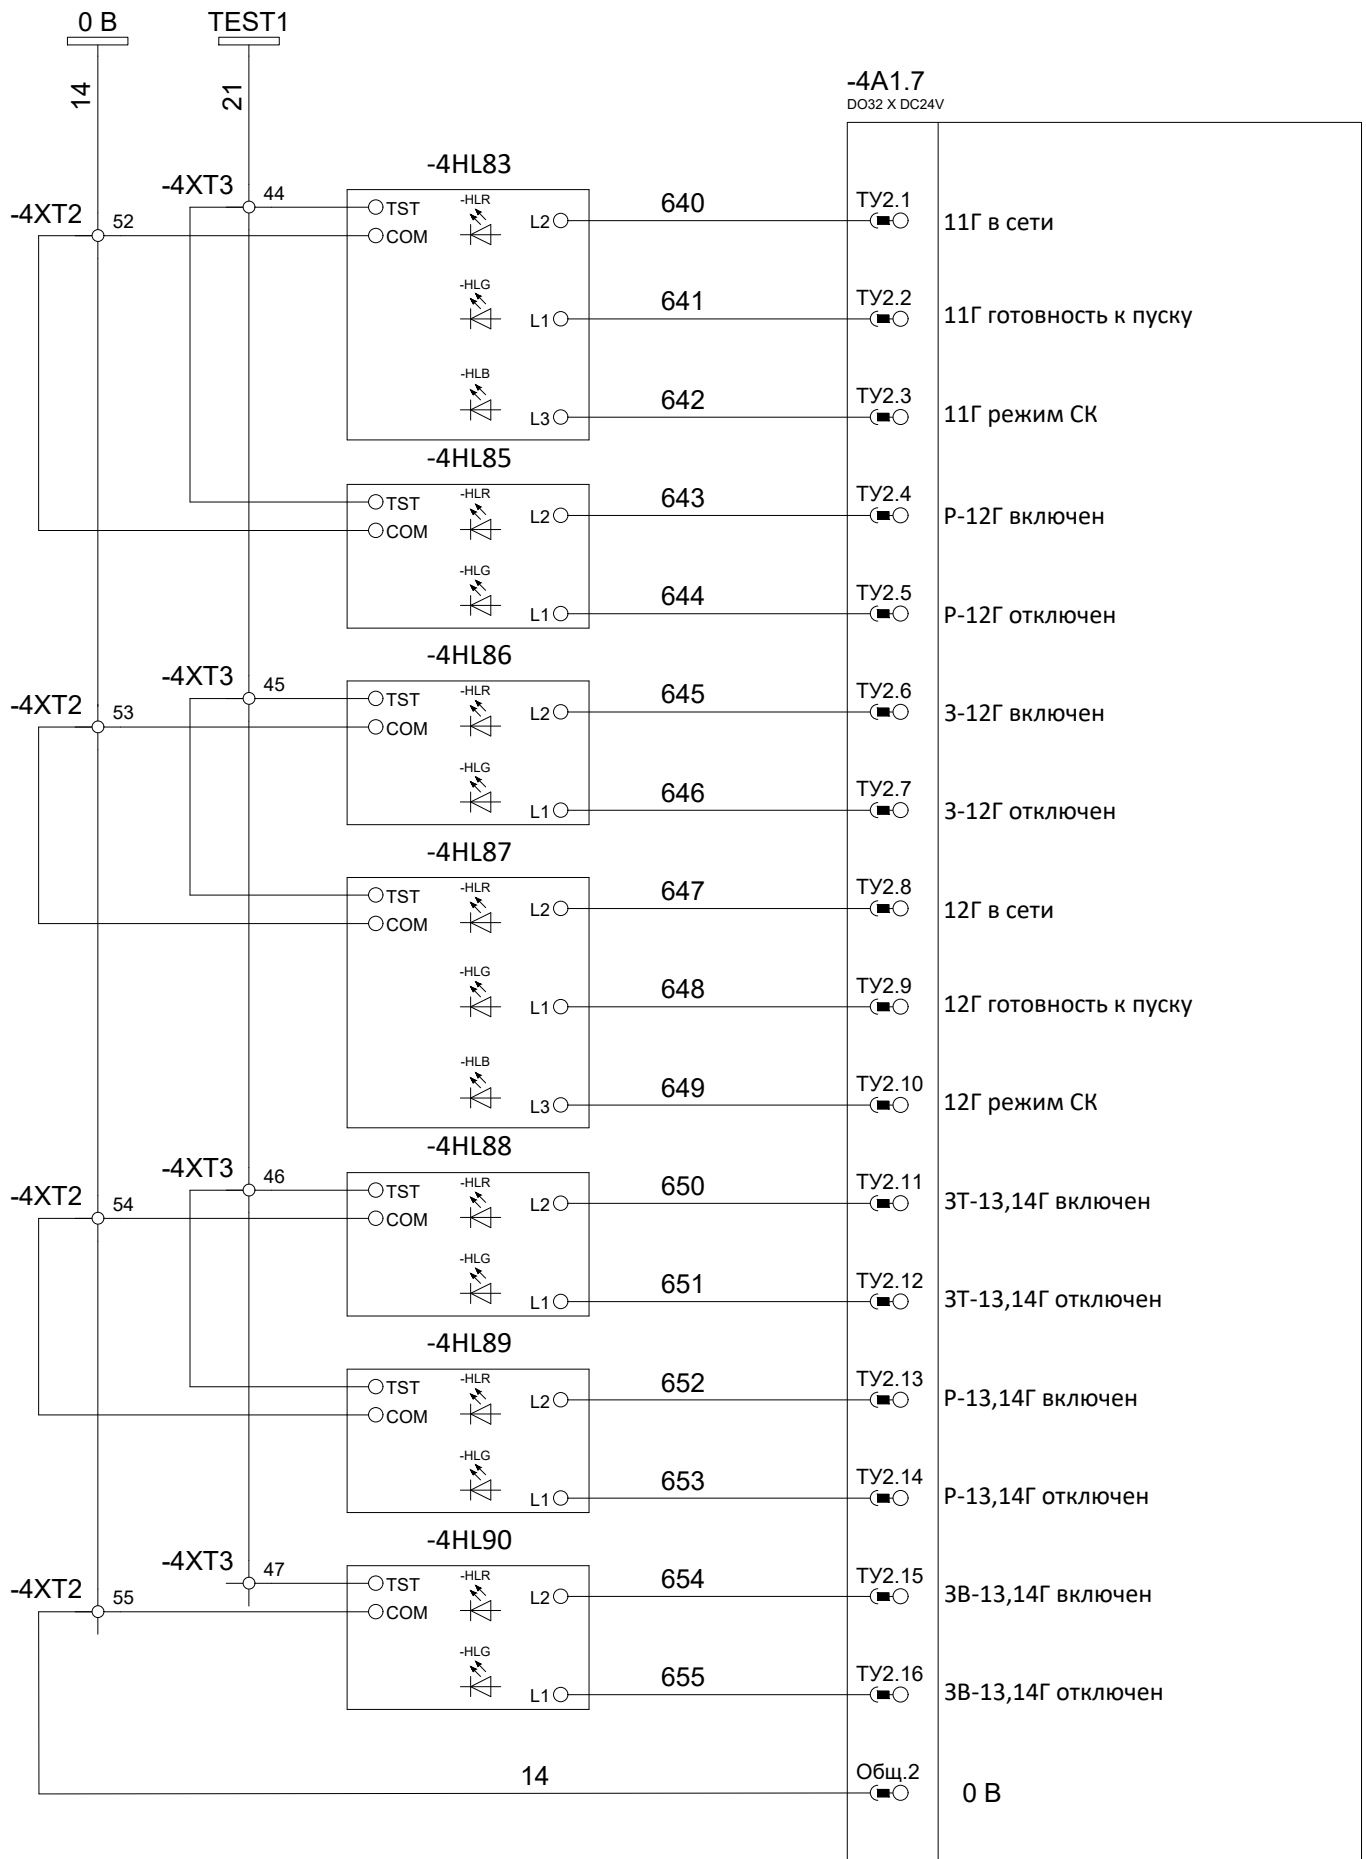 0 В
TEST1
14
21
-4A1.7
DO32 X DC24V
-4HL83
-4XT3
44
-4XT2
52
TST
COM
-HLR
L2
640
ТУ2.1
11Г в сети
-HLG
L1
641
ТУ2.2
11Г готовность к пуску
-HLB
L3
642
ТУ2.3
11Г режим СК
-4HL85
TST
COM
-HLR
L2
643
ТУ2.4
Р-12Г включен
-HLG
L1
644
ТУ2.5
Р-12Г отключен
-4HL86
-4XT3
45
-4XT2
53
TST
COM
-HLR
L2
645
ТУ2.6
З-12Г включен
-HLG
L1
646
ТУ2.7
З-12Г отключен
-4HL87
TST
COM
-HLR
L2
647
ТУ2.8
12Г в сети
-HLG
L1
648
ТУ2.9
12Г готовность к пуску
-HLB
L3
649
ТУ2.10
12Г режим СК
-4HL88
-4XT3
46
-4XT2
54
TST
COM
-HLR
L2
650
ТУ2.11
ЗТ-13,14Г включен
-HLG
L1
651
ТУ2.12
ЗТ-13,14Г отключен
-4HL89
TST
COM
-HLR
L2
652
ТУ2.13
Р-13,14Г включен
-HLG
L1
653
ТУ2.14
Р-13,14Г отключен
-4HL90
-4XT3
47
-4XT2
55
TST
COM
-HLR
L2
654
ТУ2.15
ЗВ-13,14Г включен
-HLG
L1
655
ТУ2.16
ЗВ-13,14Г отключен
14
Общ.2
0 В